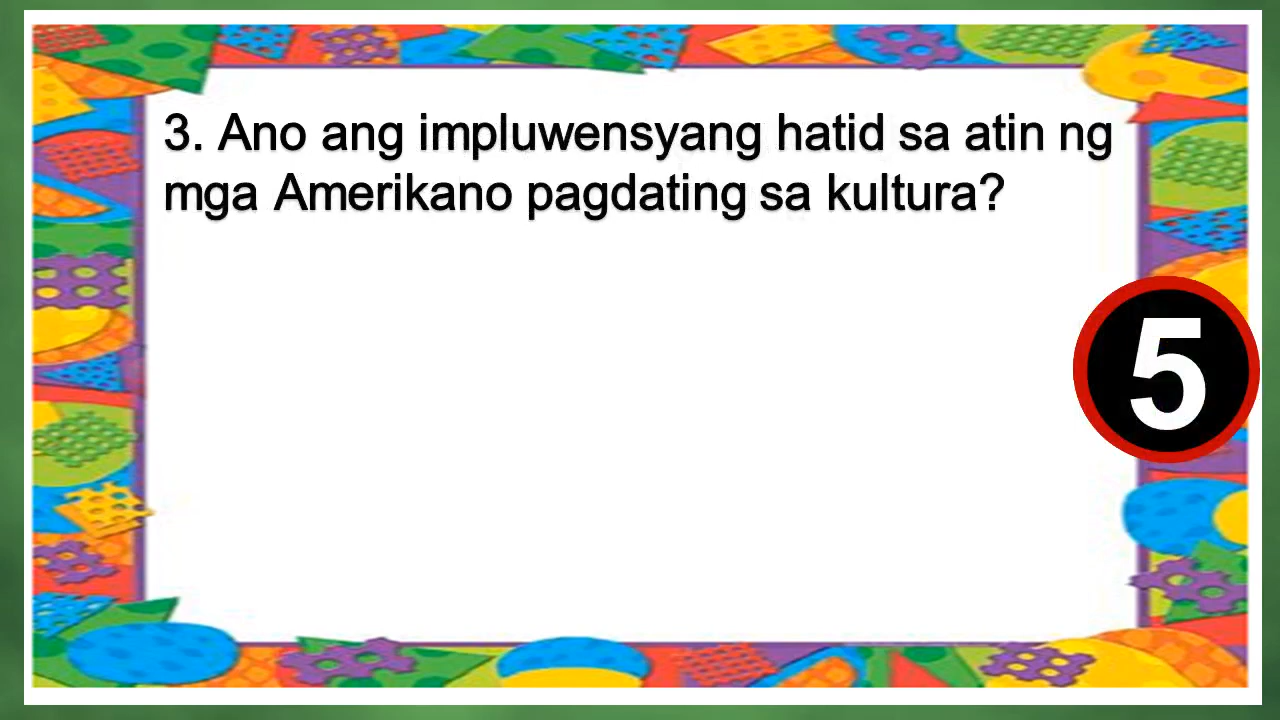 3. Ano ang impluwensyang hatid sa atin ng
mga Amerikano pagdating sa kultura?
5